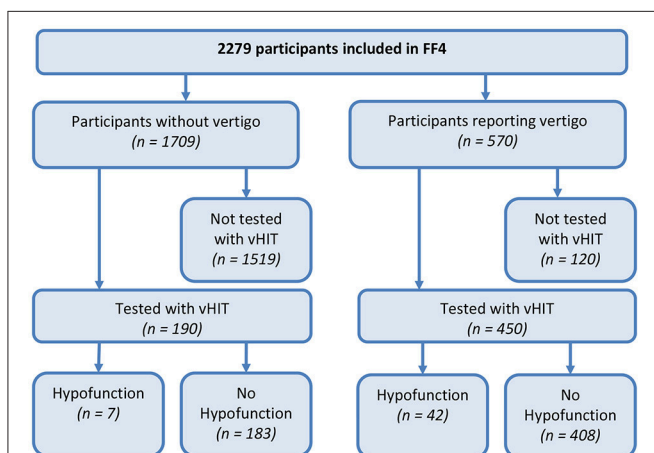 2279 participants included in FF4
Participants without vertigo
(n = 1709)
Participants reporting vertigo
(n = 570)
Not tested
with vHIT
(n = 1519)
Not tested
with vHIT
(n = 120)
Tested with vHIT
(n = 190)
Tested with vHIT
(n = 450)
Hypofunction
(n = 7)
No
Hypofunction
(n = 183)
Hypofunction
(n = 42)
No
Hypofunction
(n = 408)